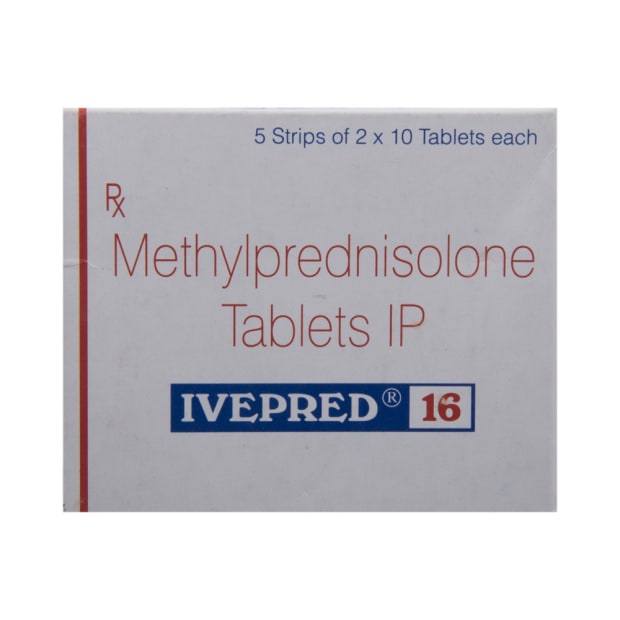 5 Strips of 2 x 10 Tablets each
Rx
Methylprednisolone
Tablets IP
IVEPRED® 16